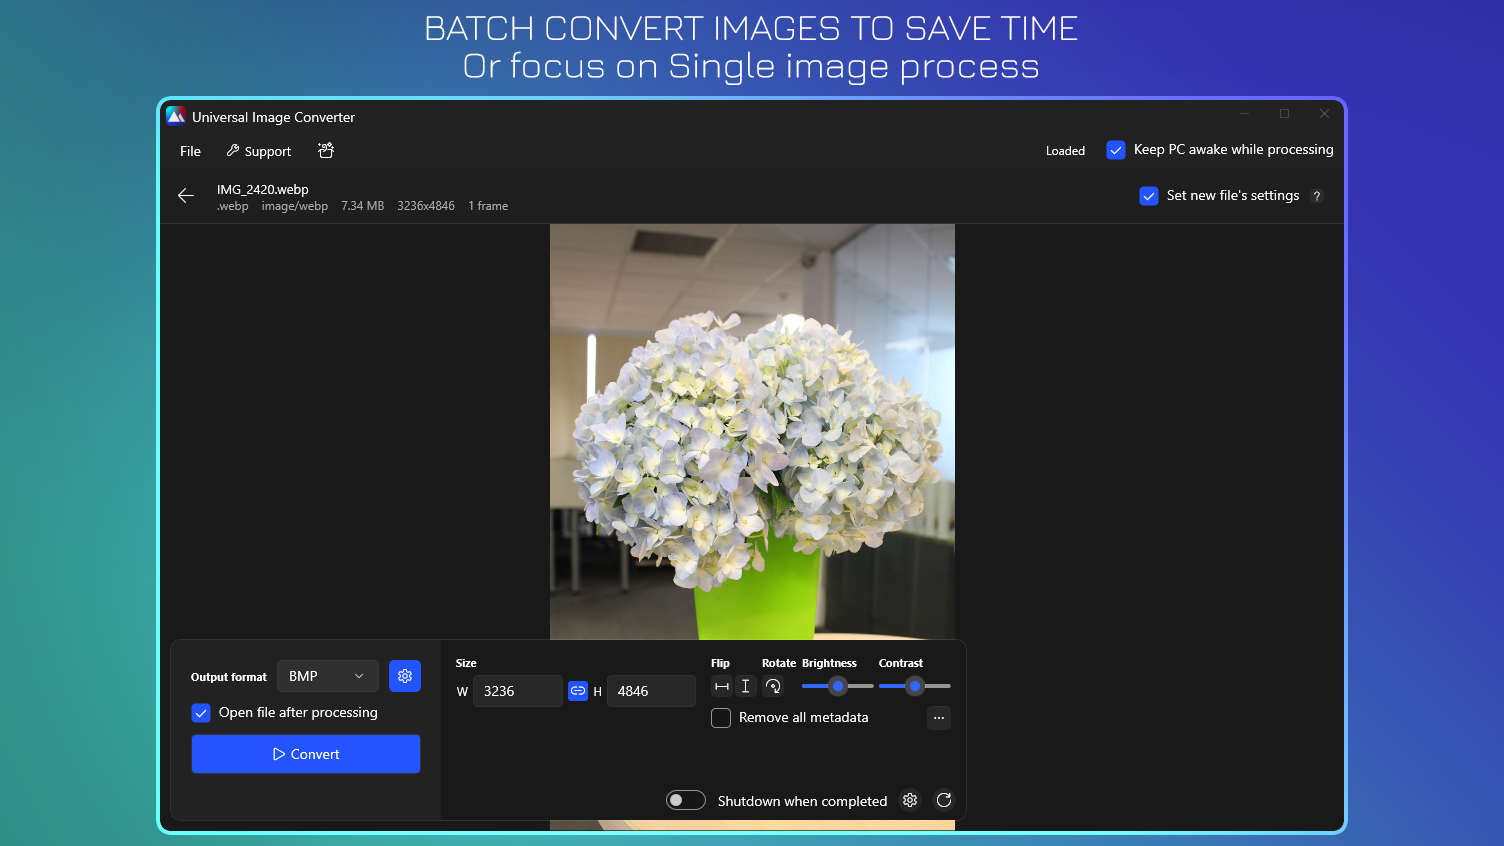 BATCH CONVERT IMAGES TO SAVE TIME
Or focus on Single image process
Universal Image Converter
File Support Loaded Keep PC awake while processing
IMG_2420.webp
.webp image/webp 7.34 MB 3236x4846 1 frame
Set new file's settings ?
Size Flip Rotate Brightness Contrast
Output format BMP
W 3236 H 4846
Open file after processing
Remove all metadata ...
Convert
Shutdown when completed